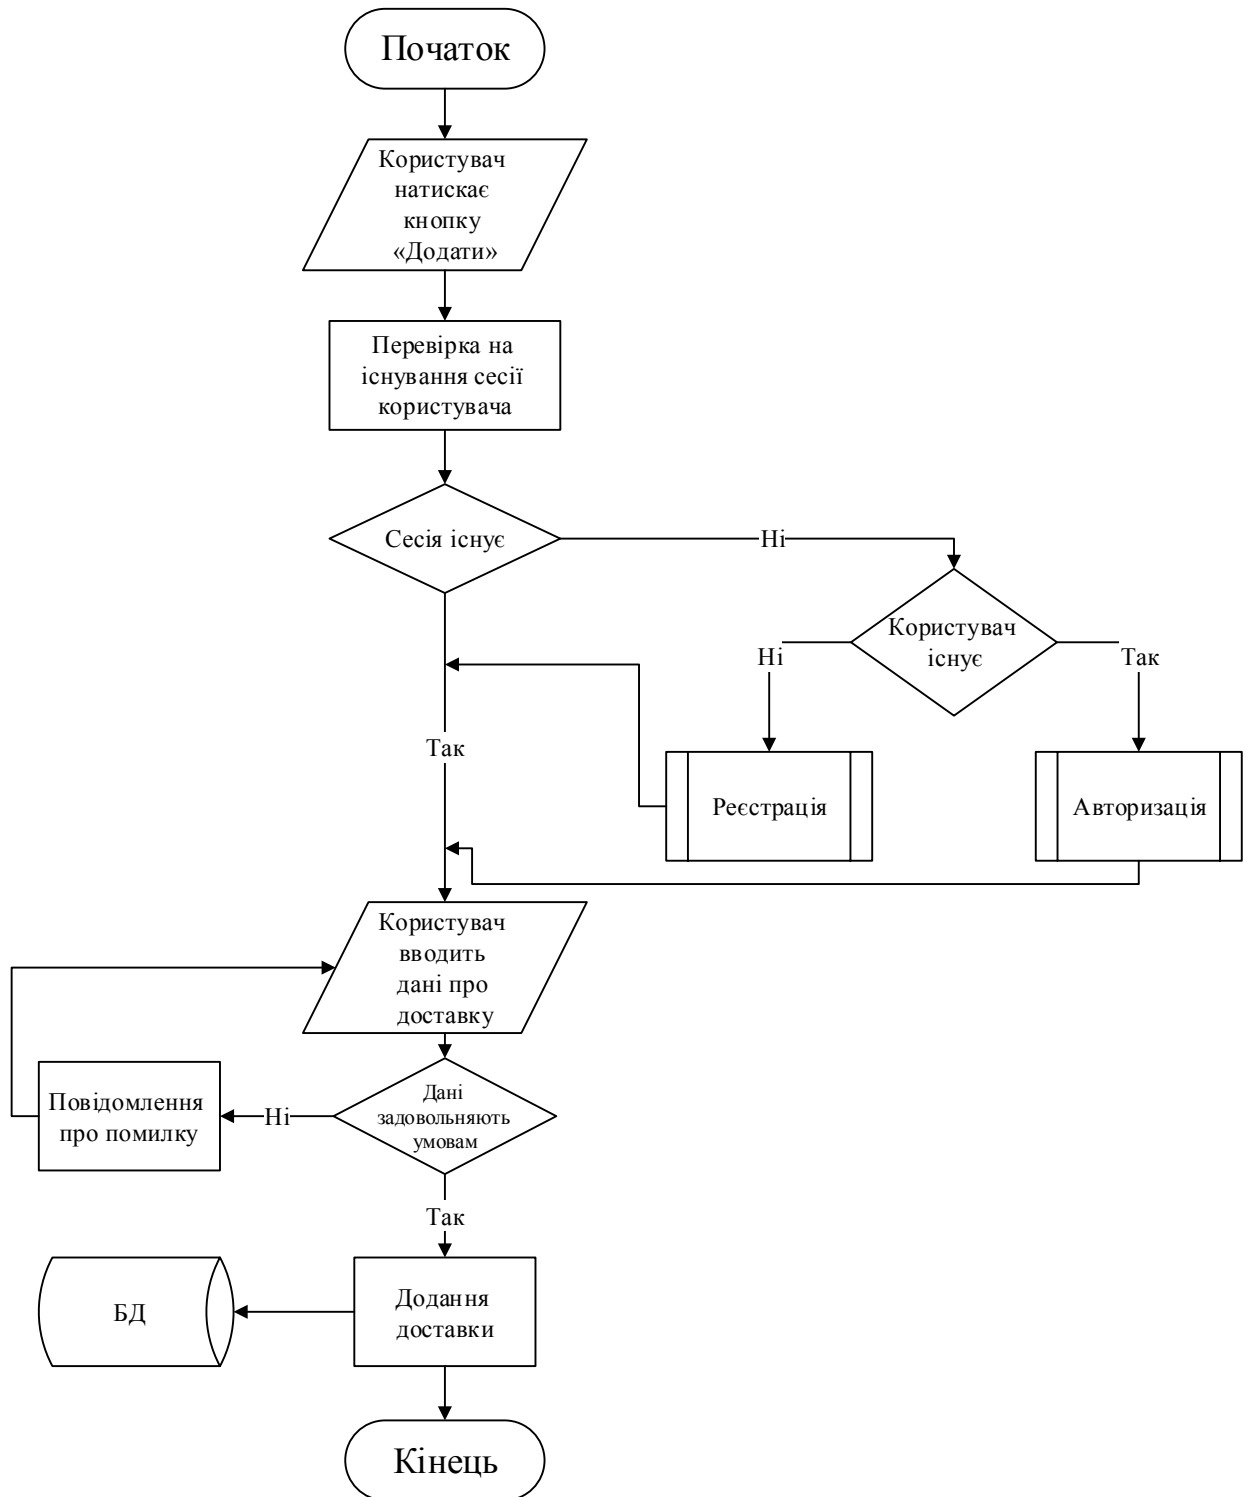 Початок
Користувач
натискає
кнопку
«Додати»
Перевірка на
існування сесії
користувача
Сесія існує
Ні
Користувач
існує
Ні
Так
Так
Реєстрація
Авторизація
Користувач
вводить
дані про
доставку
Дані
задовольняють
умовам
Ні
Повідомлення
про помилку
Так
БД
Додання
доставки
Кінець